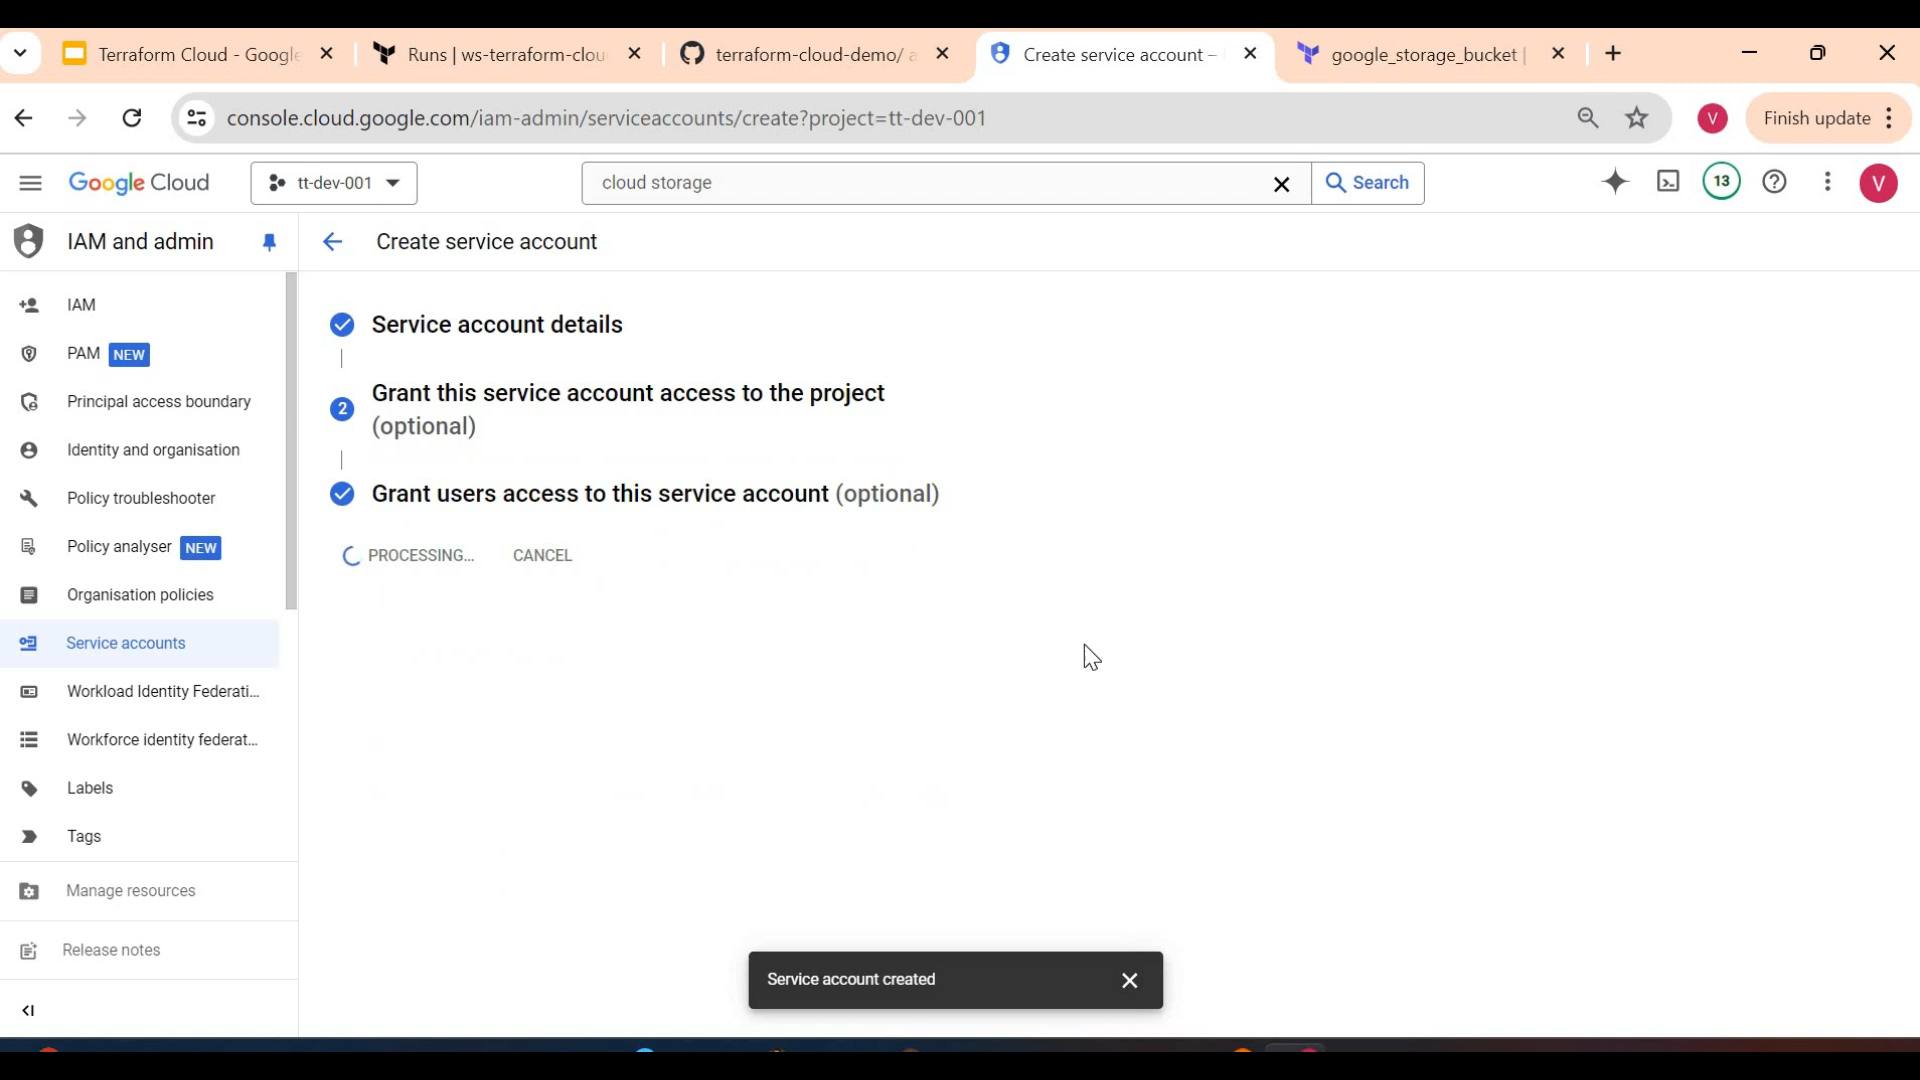 Terraform Cloud - Google
Runs | ws-terraform-clou
terraform-cloud-demo/ a
Create service account –
google_storage_bucket |
console.cloud.google.com/iam-admin/serviceaccounts/create?project=tt-dev-001
V
Finish update
Google Cloud
tt-dev-001
cloud storage
Search
13
V
IAM and admin
Create service account
IAM
PAM NEW
Principal access boundary
Identity and organisation
Policy troubleshooter
Policy analyser NEW
Organisation policies
Service accounts
Workload Identity Federati...
Workforce identity federat...
Labels
Tags
Manage resources
Release notes
Service account details
2
Grant this service account access to the project
(optional)
Grant users access to this service account (optional)
PROCESSING... CANCEL
Service account created